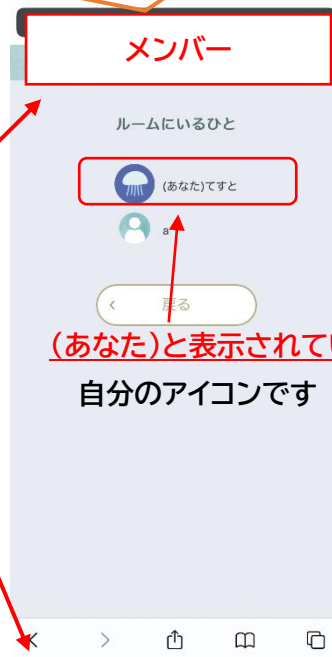 メンバー
ルームにいるひと
(あなた)てすと
a
戻る
(あなた)と表示されてい
自分のアイコンです